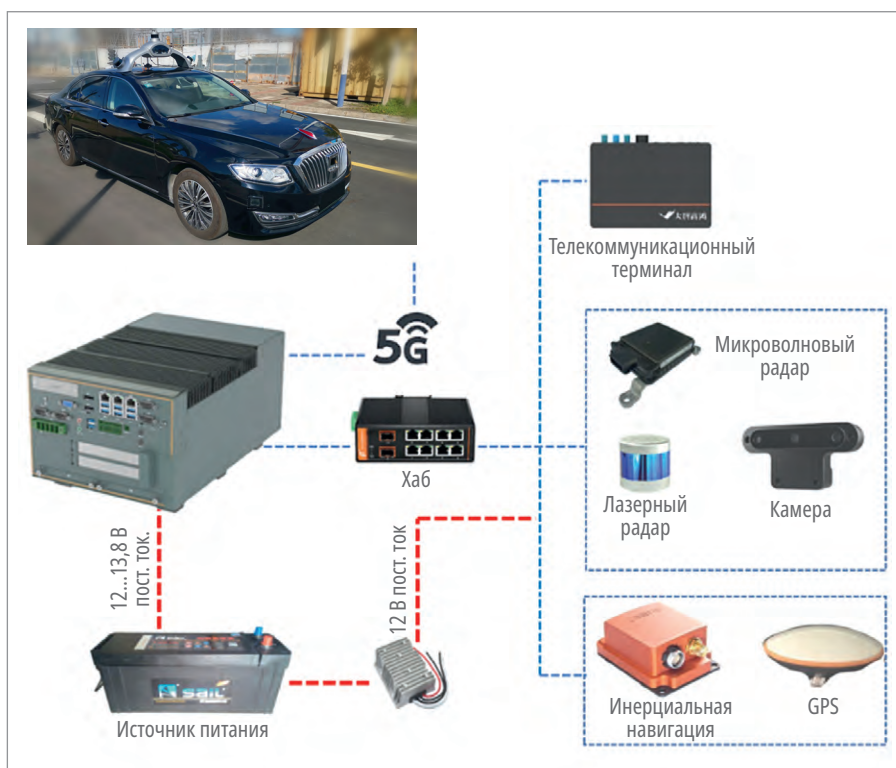 Телекоммуникационный
терминал
5G
Микроволновый
радар
Хаб
Лазерный
радар
Камера
12...13,8 В
пост. ток.
12 В пост. ток
sail
Источник питания
Инерциальная
навигация
GPS